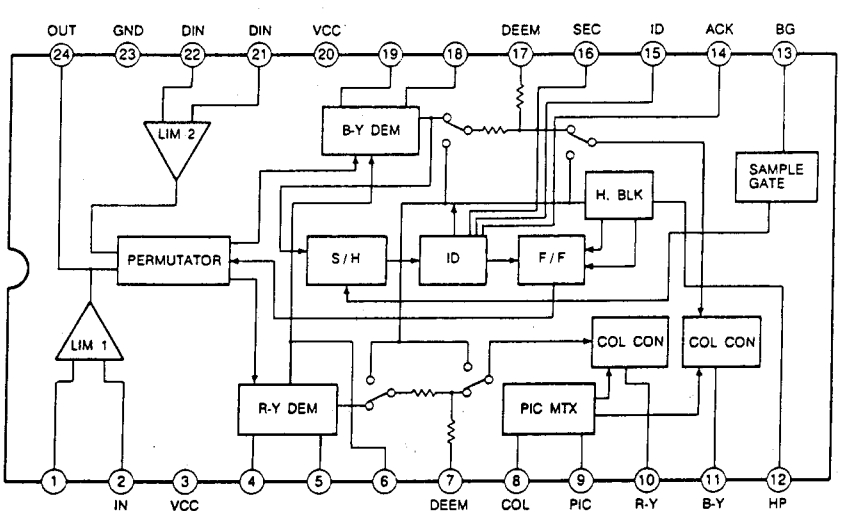 OUT GND DIN DIN VCC DEEM SEC ID ACK BG
24 23 22 21 20 19 18 17 16 15 14 13
LIM 2
B-Y DEM
SAMPLE
GATE
H. BLK
PERMUTATOR
S/H
ID
F/F
LIM 1
COL CON
COL CON
R-Y DEM
PIC MTX
1 2 3 4 5 6 7 8 9 10 11 12
IN VCC DEEM COL PIC R-Y B-Y HP